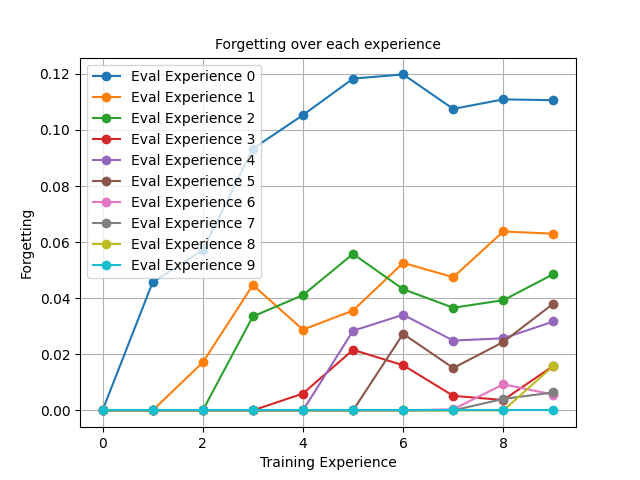 Forgetting over each experience
0.12
0.10
0.08
0.06
0.04
0.02
0.00
Forgetting
Eval Experience 0
Eval Experience 1
Eval Experience 2
Eval Experience 3
Eval Experience 4
Eval Experience 5
Eval Experience 6
Eval Experience 7
Eval Experience 8
Eval Experience 9
0 2 4 6 8
Training Experience